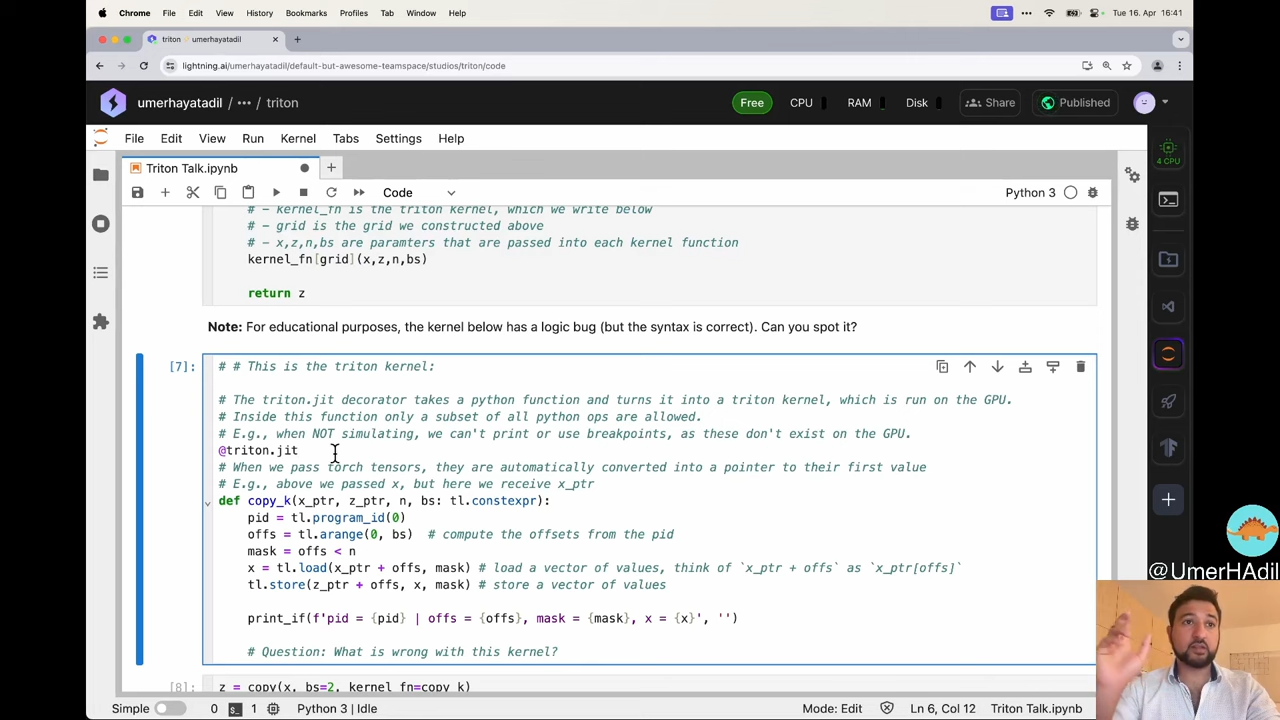 Chrome File Edit View History Bookmarks Profiles Tab Window Help Tue 16. Apr 16:41
triton umerhayatadil
lightning.ai/umerhayatadil/default-but-awesome-teamspace/studios/triton/code
umerhayatadil / ··· / triton Free CPU RAM Disk Share Published
File Edit View Run Kernel Tabs Settings Help
4 CPU
Triton Talk.ipynb
Code Python 3
# - kernel_fn is the triton kernel, which we write below
# - grid is the grid we constructed above
# - x,z,n,bs are paramters that are passed into each kernel function
kernel_fn[grid](x,z,n,bs)
return z
Note: For educational purposes, the kernel below has a logic bug (but the syntax is correct). Can you spot it?
[7]: # # This is the triton kernel:
# The triton.jit decorator takes a python function and turns it into a triton kernel, which is run on the GPU.
# Inside this function only a subset of all python ops are allowed.
# E.g., when NOT simulating, we can't print or use breakpoints, as these don't exist on the GPU.
@triton.jit
# When we pass torch tensors, they are automatically converted into a pointer to their first value
# E.g., above we passed x, but here we receive x_ptr
def copy_k(x_ptr, z_ptr, n, bs: tl.constexpr):
pid = tl.program_id(0)
offs = tl.arange(0, bs) # compute the offsets from the pid
mask = offs < n
x = tl.load(x_ptr + offs, mask) # load a vector of values, think of `x_ptr + offs` as `x_ptr[offs]`
tl.store(z_ptr + offs, x, mask) # store a vector of values
print_if(f'pid = {pid} | offs = {offs}, mask = {mask}, x = {x}', '')
# Question: What is wrong with this kernel?
[8]: z = copy(x, bs=2, kernel_fn=copy_k)
@UmerHAdil
Simple 0 1 Python 3 | Idle Mode: Edit Ln 6, Col 12 Triton Talk.ipynb